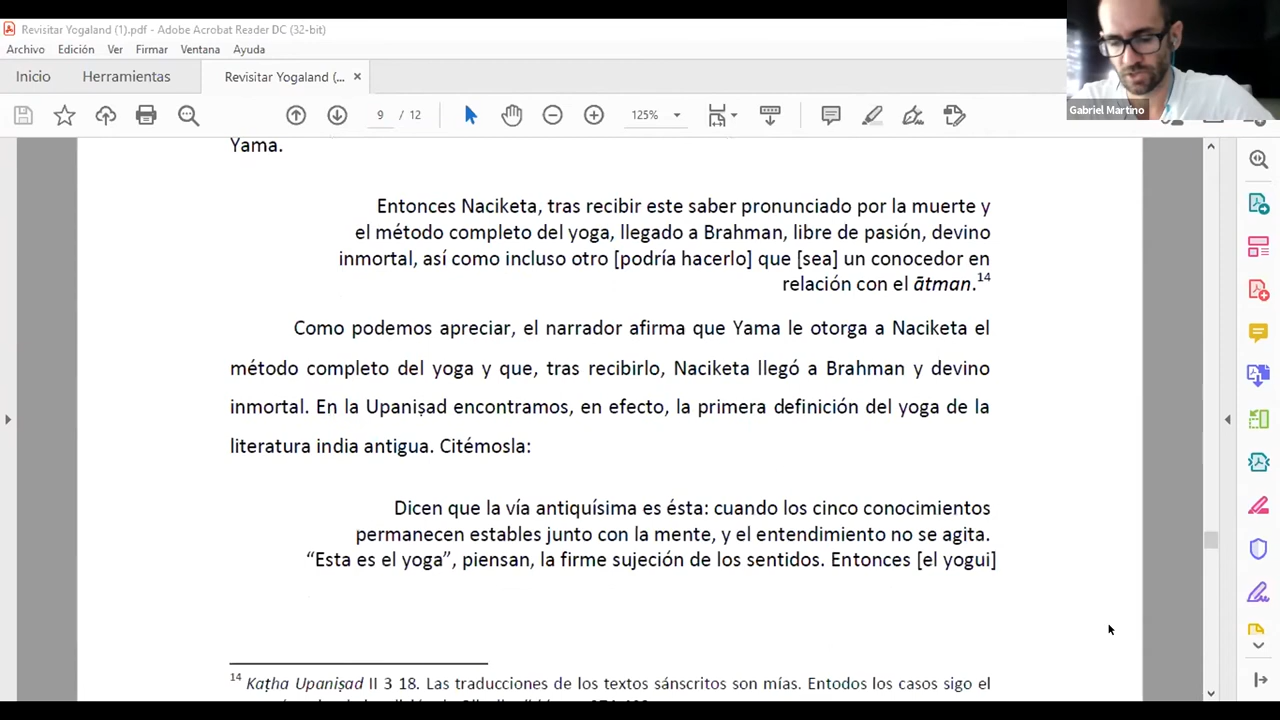 Revisitar Yogaland (1).pdf - Adobe Acrobat Reader DC (32-bit)
Archivo Edición Ver Firmar Ventana Ayuda
Inicio Herramientas Revisitar Yogaland (... ×
9 / 12 125%
Gabriel Martino
Yama.
Entonces Naciketa, tras recibir este saber pronunciado por la muerte y
el método completo del yoga, llegado a Brahman, libre de pasión, devino
inmortal, así como incluso otro [podría hacerlo] que [sea] un conocedor en
relación con el ātman.14
Como podemos apreciar, el narrador afirma que Yama le otorga a Naciketa el
método completo del yoga y que, tras recibirlo, Naciketa llegó a Brahman y devino
inmortal. En la Upaniṣad encontramos, en efecto, la primera definición del yoga de la
literatura india antigua. Citémosla:
Dicen que la vía antiquísima es ésta: cuando los cinco conocimientos
permanecen estables junto con la mente, y el entendimiento no se agita.
“Esta es el yoga”, piensan, la firme sujeción de los sentidos. Entonces [el yogui]
14 Kaṭha Upaniṣad II 3 18. Las traducciones de los textos sánscritos son mías. Entodos los casos sigo el